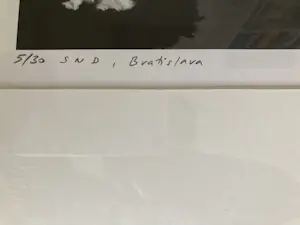 5/30 S N D , Bratislava